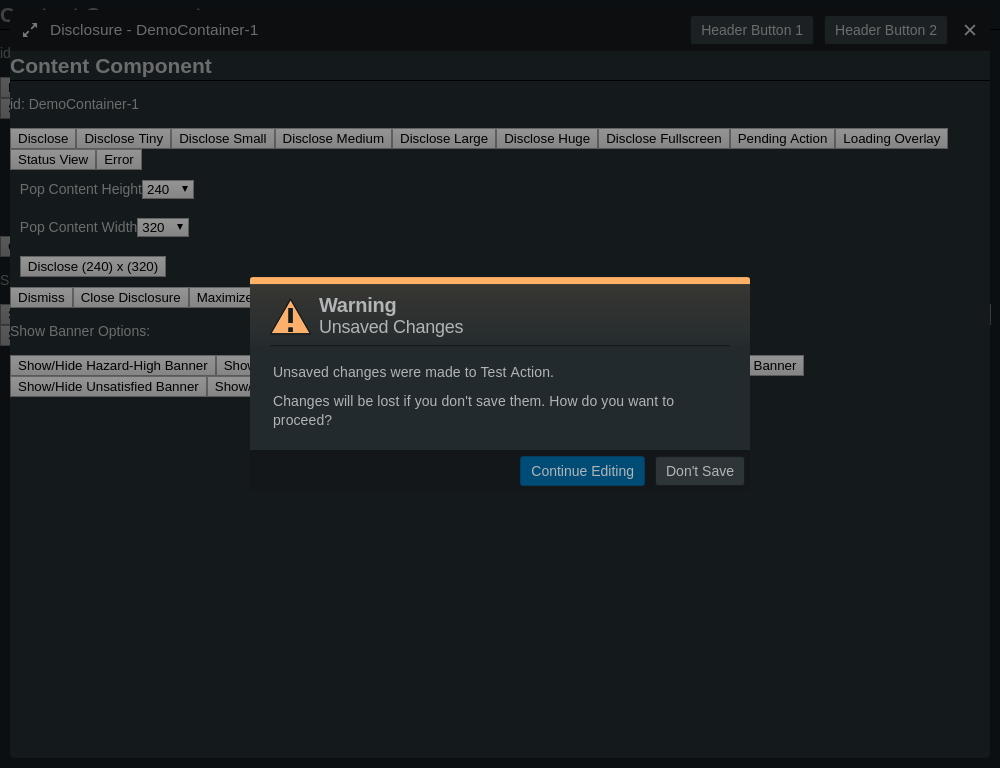 Disclosure - DemoContainer-1
Header Button 1
Header Button 2
Content Component
id: DemoContainer-1
Disclose
Disclose Tiny
Disclose Small
Disclose Medium
Disclose Large
Disclose Huge
Disclose Fullscreen
Pending Action
Loading Overlay
Status View
Error
Pop Content Height
240
Pop Content Width
320
Disclose (240) x (320)
Dismiss
Close Disclosure
Maximize
Show Banner Options:
Show/Hide Hazard-High Banner
Banner
Show/Hide Unsatisfied Banner
Warning
Unsaved Changes
Unsaved changes were made to Test Action.
Changes will be lost if you don't save them. How do you want to
proceed?
Continue Editing
Don't Save